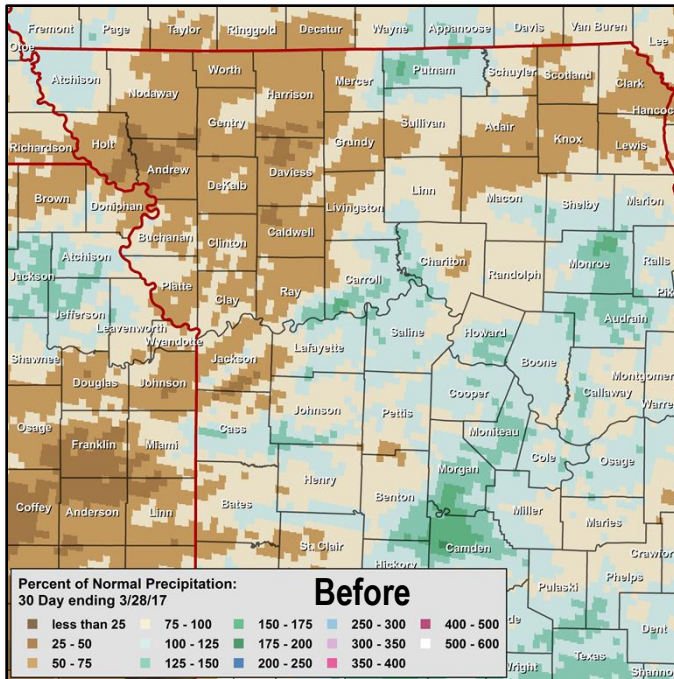 Fremont Page Taylor Ringgold Decatur Wayne Appanoose Davis Van Buren Lee
Otoe
Atchison Nodaway Worth Harrison Mercer Putnam Schuyler Scotland Clark
Hancock
Richardson Holt Andrew Gentry Daviess Grundy Sullivan Adair Knox Lewis
Brown Doniphan DeKalb Livingston Linn Macon Shelby Marion
Atchison Buchanan Clinton Caldwell Chariton Randolph Monroe Ralls
Jackson Platte Clay Ray Carroll Pik
Jefferson Audrain
Leavenworth Saline Howard
Wyandotte Lafayette Boone
Shawnee Jackson Montgomer
Douglas Johnson Cooper Callaway Warre
Osage Johnson Pettis
Franklin Miami Cass Moniteau Cole Osage
Henry Morgan
Coffey Anderson Linn Bates Benton Miller Maries
St. Clair Camden Crawfor
Hickory Phelps
Pulaski
de Dent
Wright Texas Shanno
Percent of Normal Precipitation:
30 Day ending 3/28/17
Before
less than 25 75 - 100 150 - 175 250 - 300 400 - 500
25 - 50 100 - 125 175 - 200 300 - 350 500 - 600
50 - 75 125 - 150 200 - 250 350 - 400